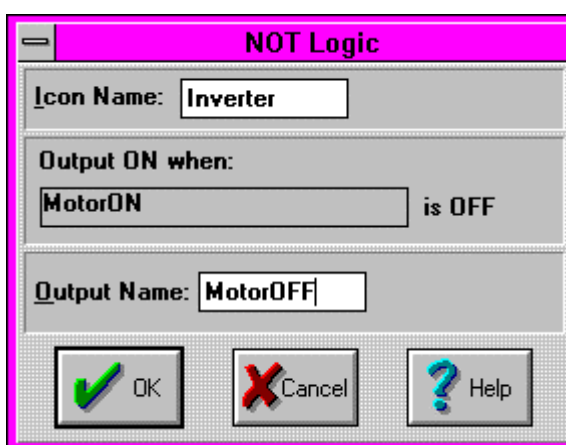 NOT Logic
Icon Name: Inverter
Output ON when:
MotorON is OFF
Output Name: MotorOFF
OK Cancel Help